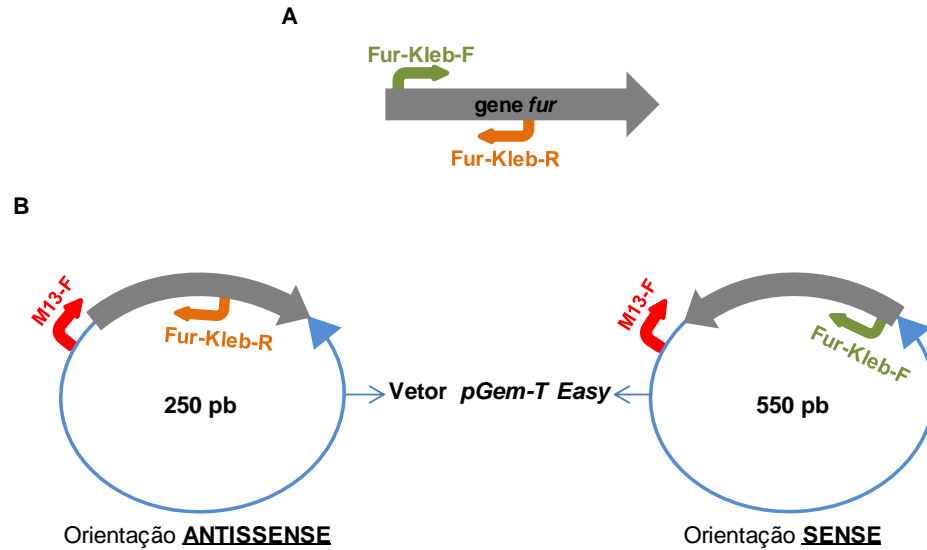 A
Fur-Kleb-F
gene fur
Fur-Kleb-R
B
M13-F
Fur-Kleb-R
250 pb
Vetor pGem-T Easy
M13-F
Fur-Kleb-F
550 pb
Orientação ANTISSENSE
Orientação SENSE